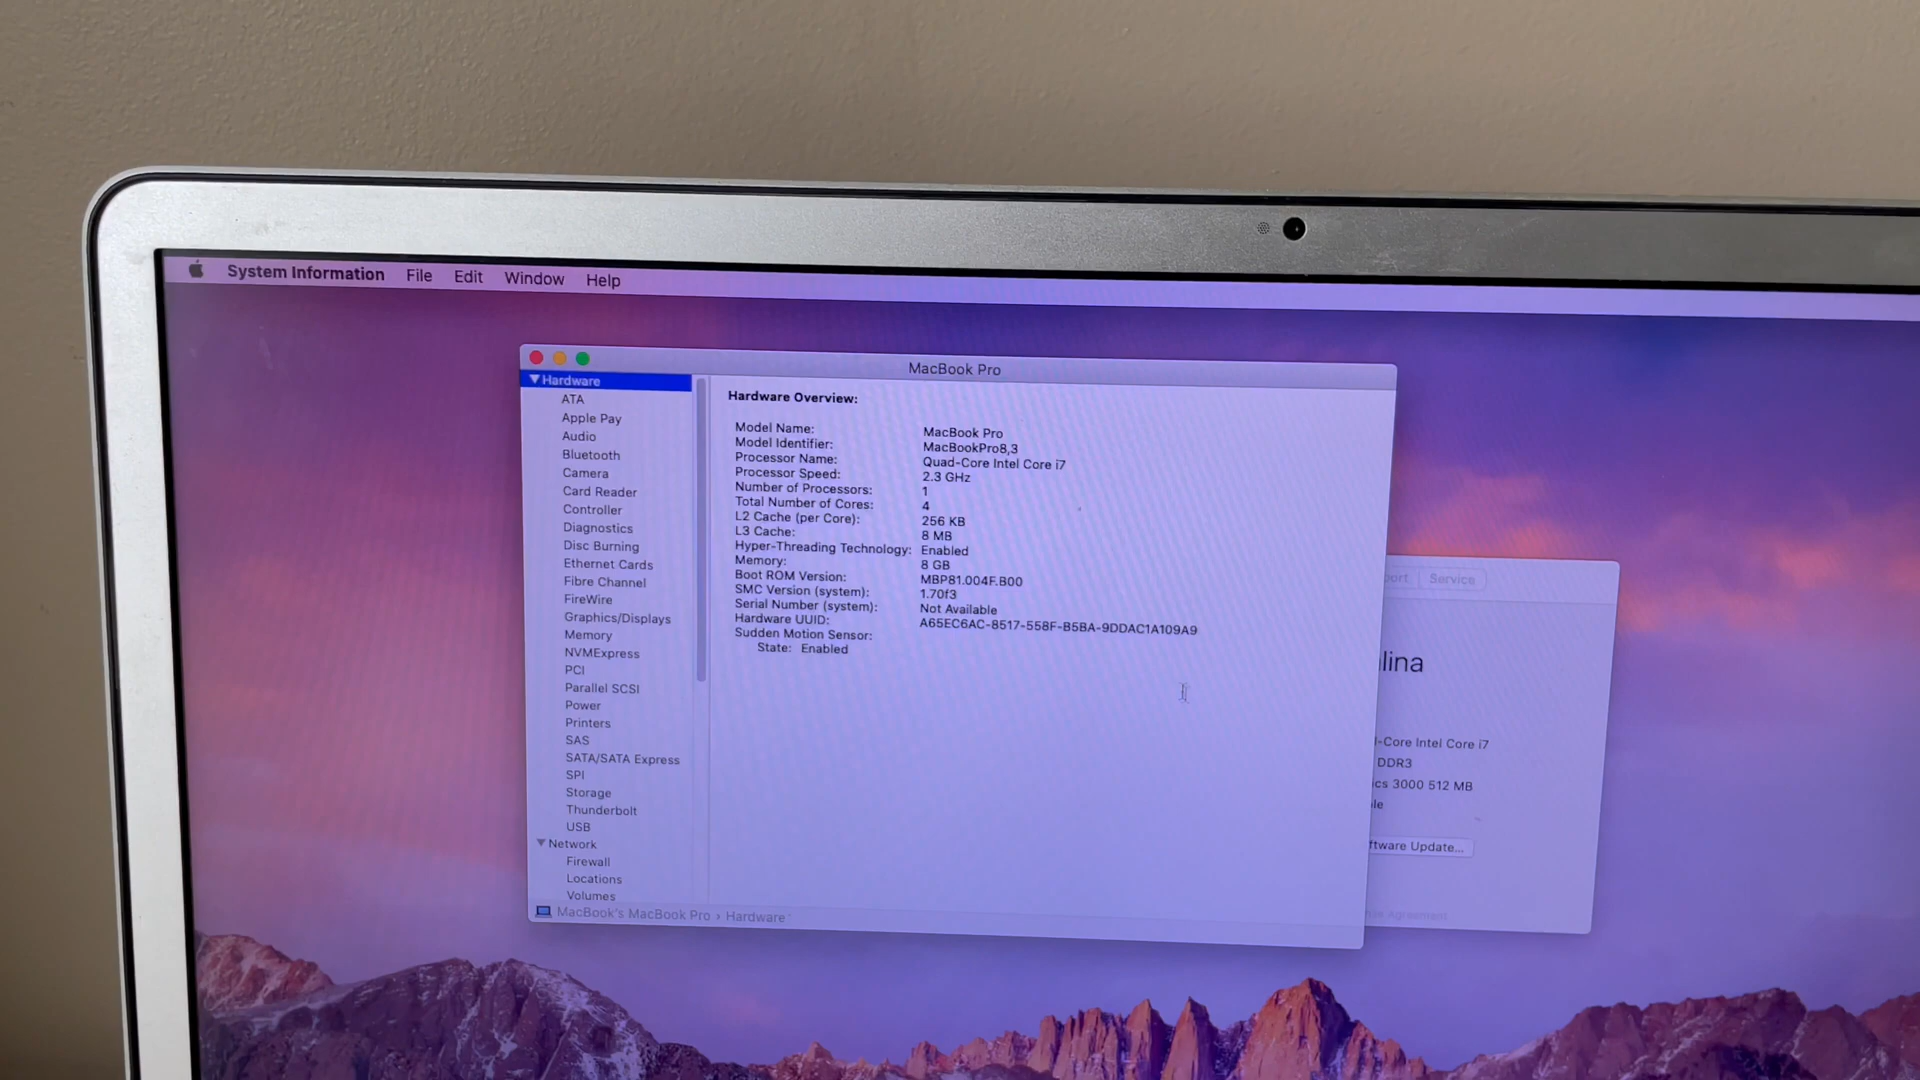 System Information File Edit Window Help
MacBook Pro
Hardware
ATA
Apple Pay
Audio
Bluetooth
Camera
Card Reader
Controller
Diagnostics
Disc Burning
Ethernet Cards
Fibre Channel
FireWire
Graphics/Displays
Memory
NVMExpress
PCI
Parallel SCSI
Power
Printers
SAS
SATA/SATA Express
SPI
Storage
Thunderbolt
USB
Network
Firewall
Locations
Volumes
Hardware Overview:
Model Name: MacBook Pro
Model Identifier: MacBookPro8,3
Processor Name: Quad-Core Intel Core i7
Processor Speed: 2.3 GHz
Number of Processors: 1
Total Number of Cores: 4
L2 Cache (per Core): 256 KB
L3 Cache: 8 MB
Hyper-Threading Technology: Enabled
Memory: 8 GB
Boot ROM Version: MBP81.004F.B00
SMC Version (system): 1.70f3
Serial Number (system): Not Available
Hardware UUID: A65EC6AC-8517-558F-B5BA-9DDAC1A109A9
Sudden Motion Sensor:
State: Enabled
MacBook's MacBook Pro › Hardware
port Service
lina
-Core Intel Core i7
DDR3
ics 3000 512 MB
le
ftware Update...
Agreement